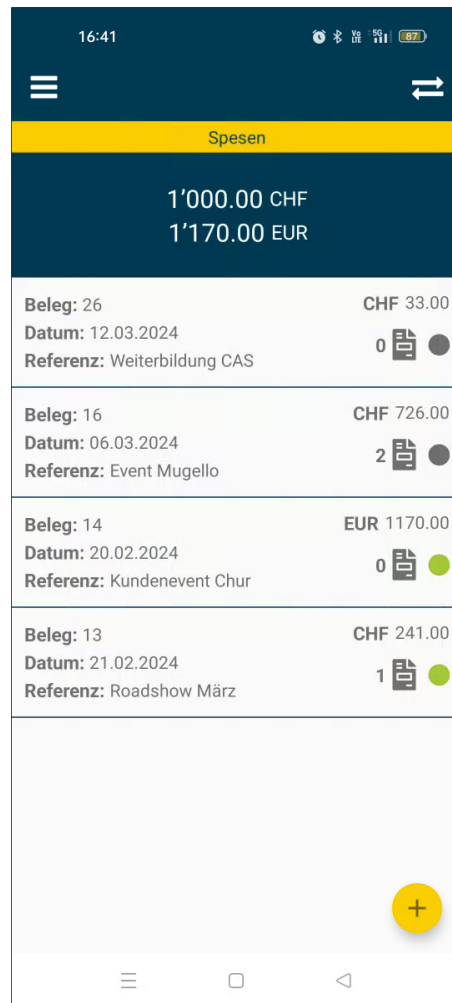 16:41
Vo LTE 5G 87
Spesen
1’000.00 CHF
1’170.00 EUR
Beleg: 26 CHF 33.00
Datum: 12.03.2024
0
Referenz: Weiterbildung CAS
Beleg: 16 CHF 726.00
Datum: 06.03.2024
2
Referenz: Event Mugello
Beleg: 14 EUR 1170.00
Datum: 20.02.2024
0
Referenz: Kundenevent Chur
Beleg: 13 CHF 241.00
Datum: 21.02.2024
1
Referenz: Roadshow März
+